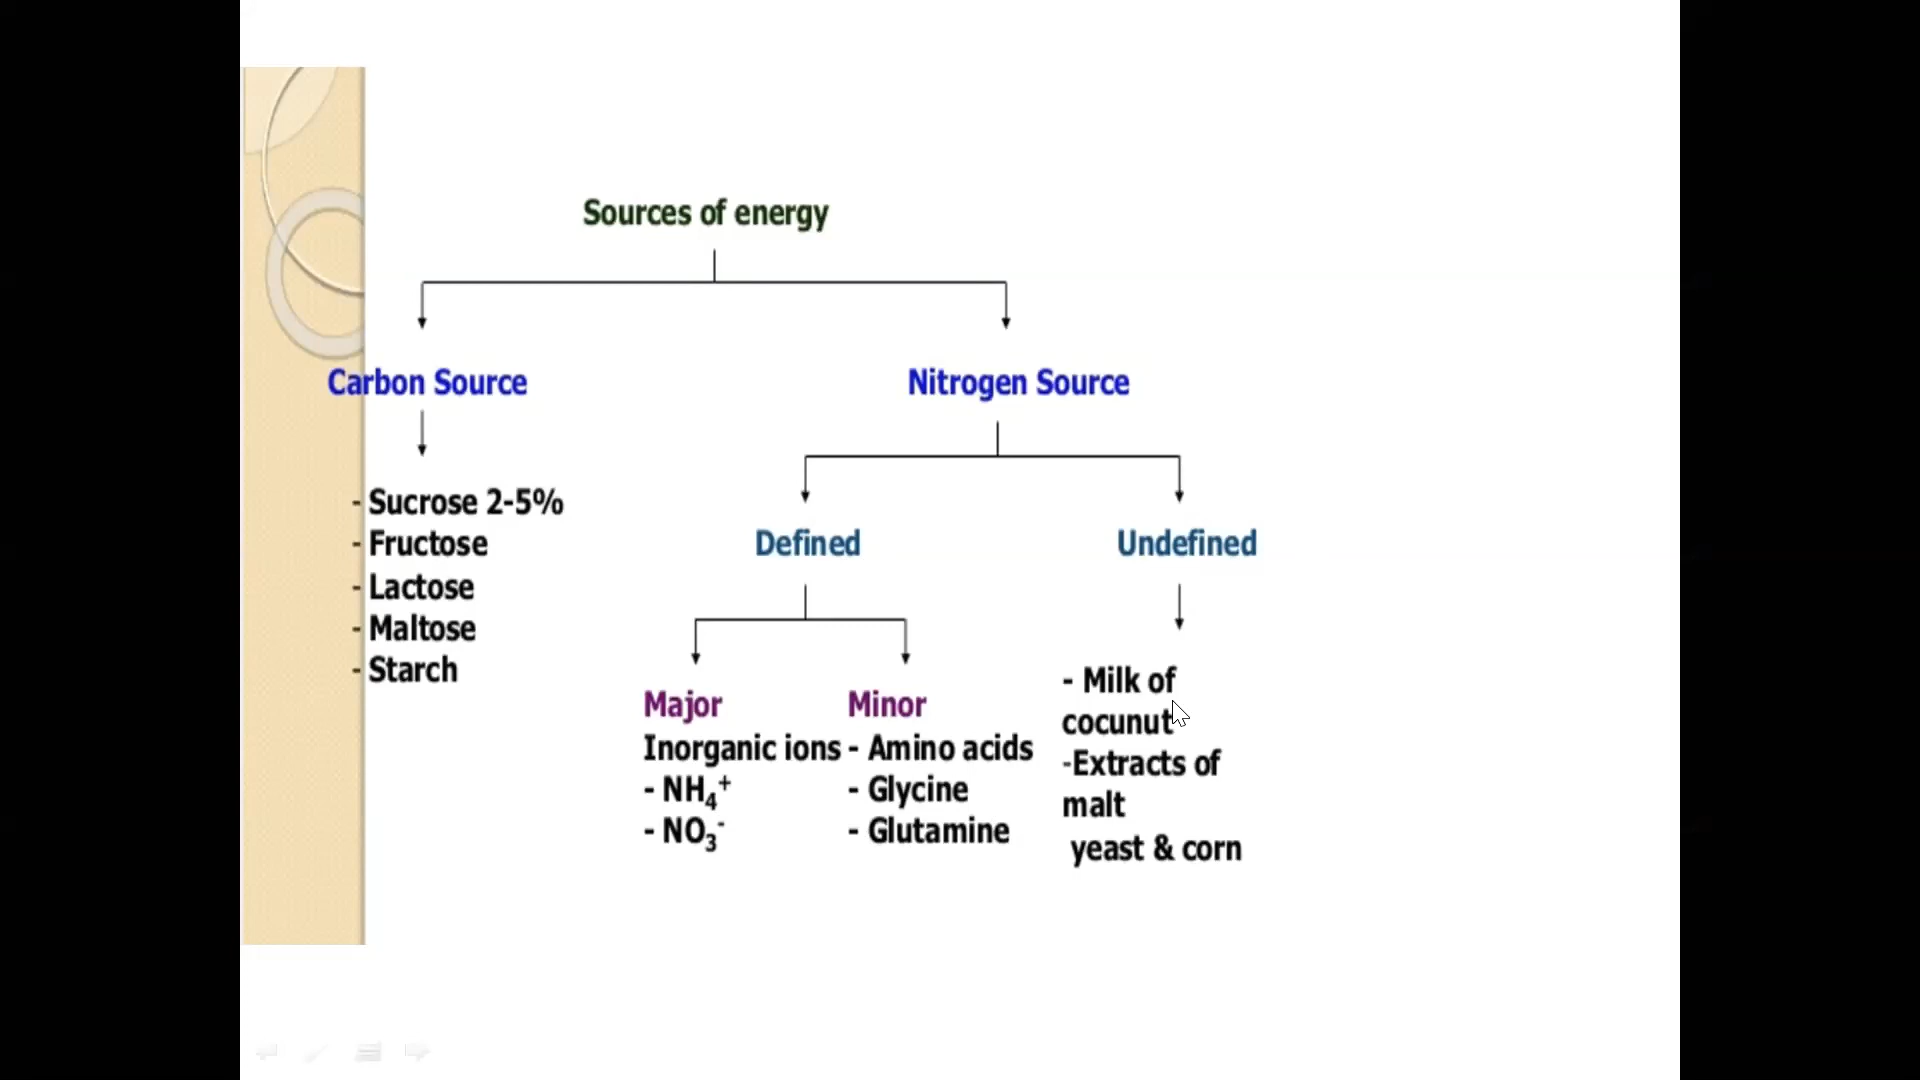 Sources of energy
Carbon Source
- Sucrose 2-5%
- Fructose
- Lactose
- Maltose
- Starch
Nitrogen Source
Defined
Major
Inorganic ions
- NH₄⁺
- NO₃⁻
Minor
- Amino acids
- Glycine
- Glutamine
Undefined
- Milk of
cocunut
-Extracts of
malt
yeast & corn